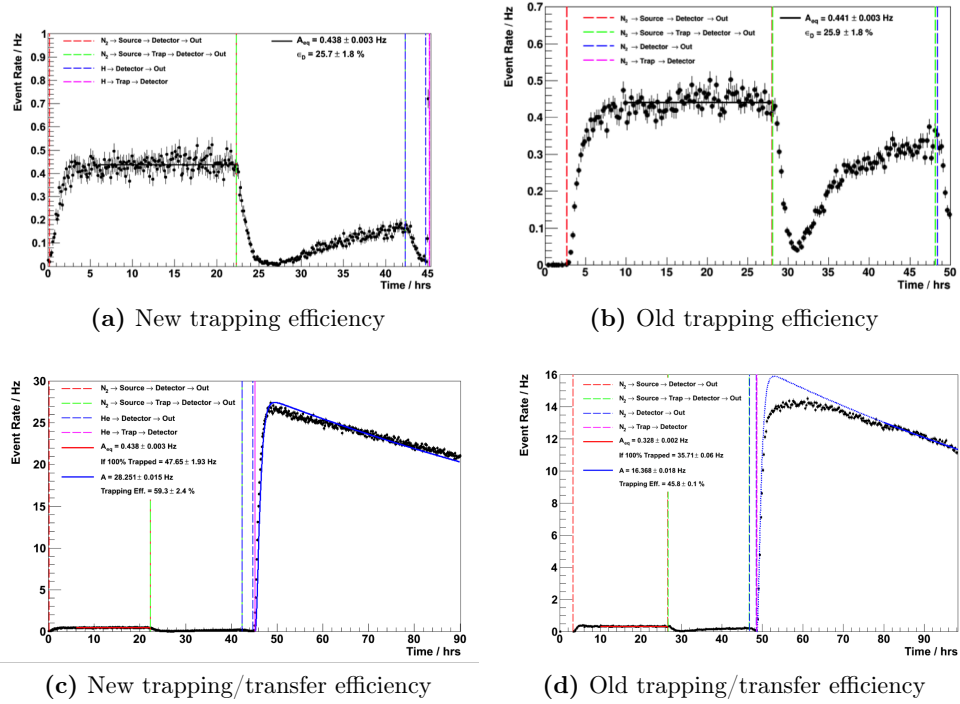 N₂ → Source → Detector → Out
N₂ → Source → Trap → Detector → Out
H → Detector → Out
H → Trap → Detector
A_eq = 0.438 ± 0.003 Hz
ϵ_D = 25.7 ± 1.8 %
Event Rate / Hz
1
0.9
0.8
0.7
0.6
0.5
0.4
0.3
0.2
0.1
0
0 5 10 15 20 25 30 35 40 45
Time / hrs
(a) New trapping efficiency
N₂ → Source → Detector → Out
N₂ → Source → Trap → Detector → Out
N₂ → Detector → Out
N₂ → Trap → Detector
A_eq = 0.441 ± 0.003 Hz
ϵ_D = 25.9 ± 1.8 %
Event Rate / Hz
0.7
0.6
0.5
0.4
0.3
0.2
0.1
0
0 5 10 15 20 25 30 35 40 45 50
Time / hrs
(b) Old trapping efficiency
N₂ → Source → Detector → Out
N₂ → Source → Trap → Detector → Out
He → Detector → Out
He → Trap → Detector
A_eq = 0.438 ± 0.003 Hz
If 100% Trapped = 47.65 ± 1.93 Hz
A = 28.251 ± 0.015 Hz
Trapping Eff. = 59.3 ± 2.4 %
Event Rate / Hz
30
25
20
15
10
5
0
0 10 20 30 40 50 60 70 80 90
Time / hrs
(c) New trapping/transfer efficiency
N₂ → Source → Detector → Out
N₂ → Source → Trap → Detector → Out
N₂ → Detector → Out
N₂ → Trap → Detector
A_eq = 0.328 ± 0.002 Hz
If 100% Trapped = 35.71 ± 0.06 Hz
A = 16.368 ± 0.018 Hz
Trapping Eff. = 45.8 ± 0.1 %
Event Rate / Hz
16
14
12
10
8
6
4
2
0
0 10 20 30 40 50 60 70 80 90
Time / hrs
(d) Old trapping/transfer efficiency